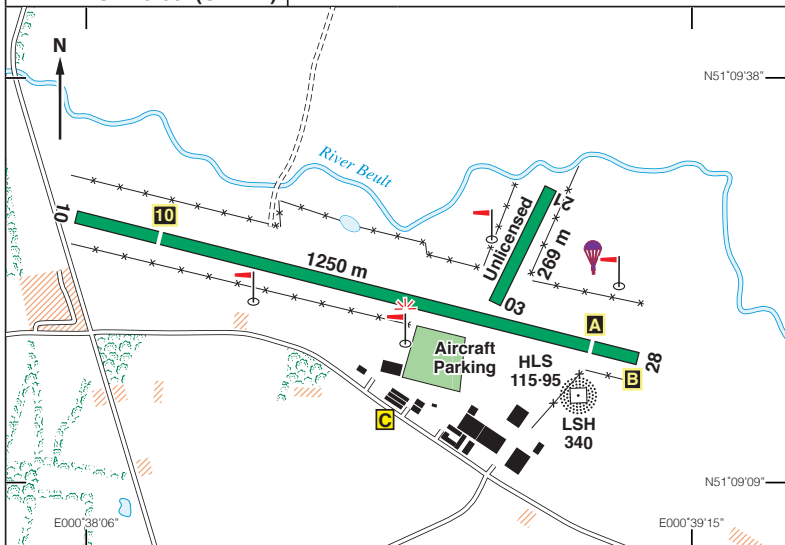 N
N51°09'38"
River Beult
10
10
1250 m
Unlicensed
21
269 m
03
A
28
B
Aircraft
Parking
HLS
115·95
LSH
340
C
N51°09'09"
E000°38'06"
E000°39'15"